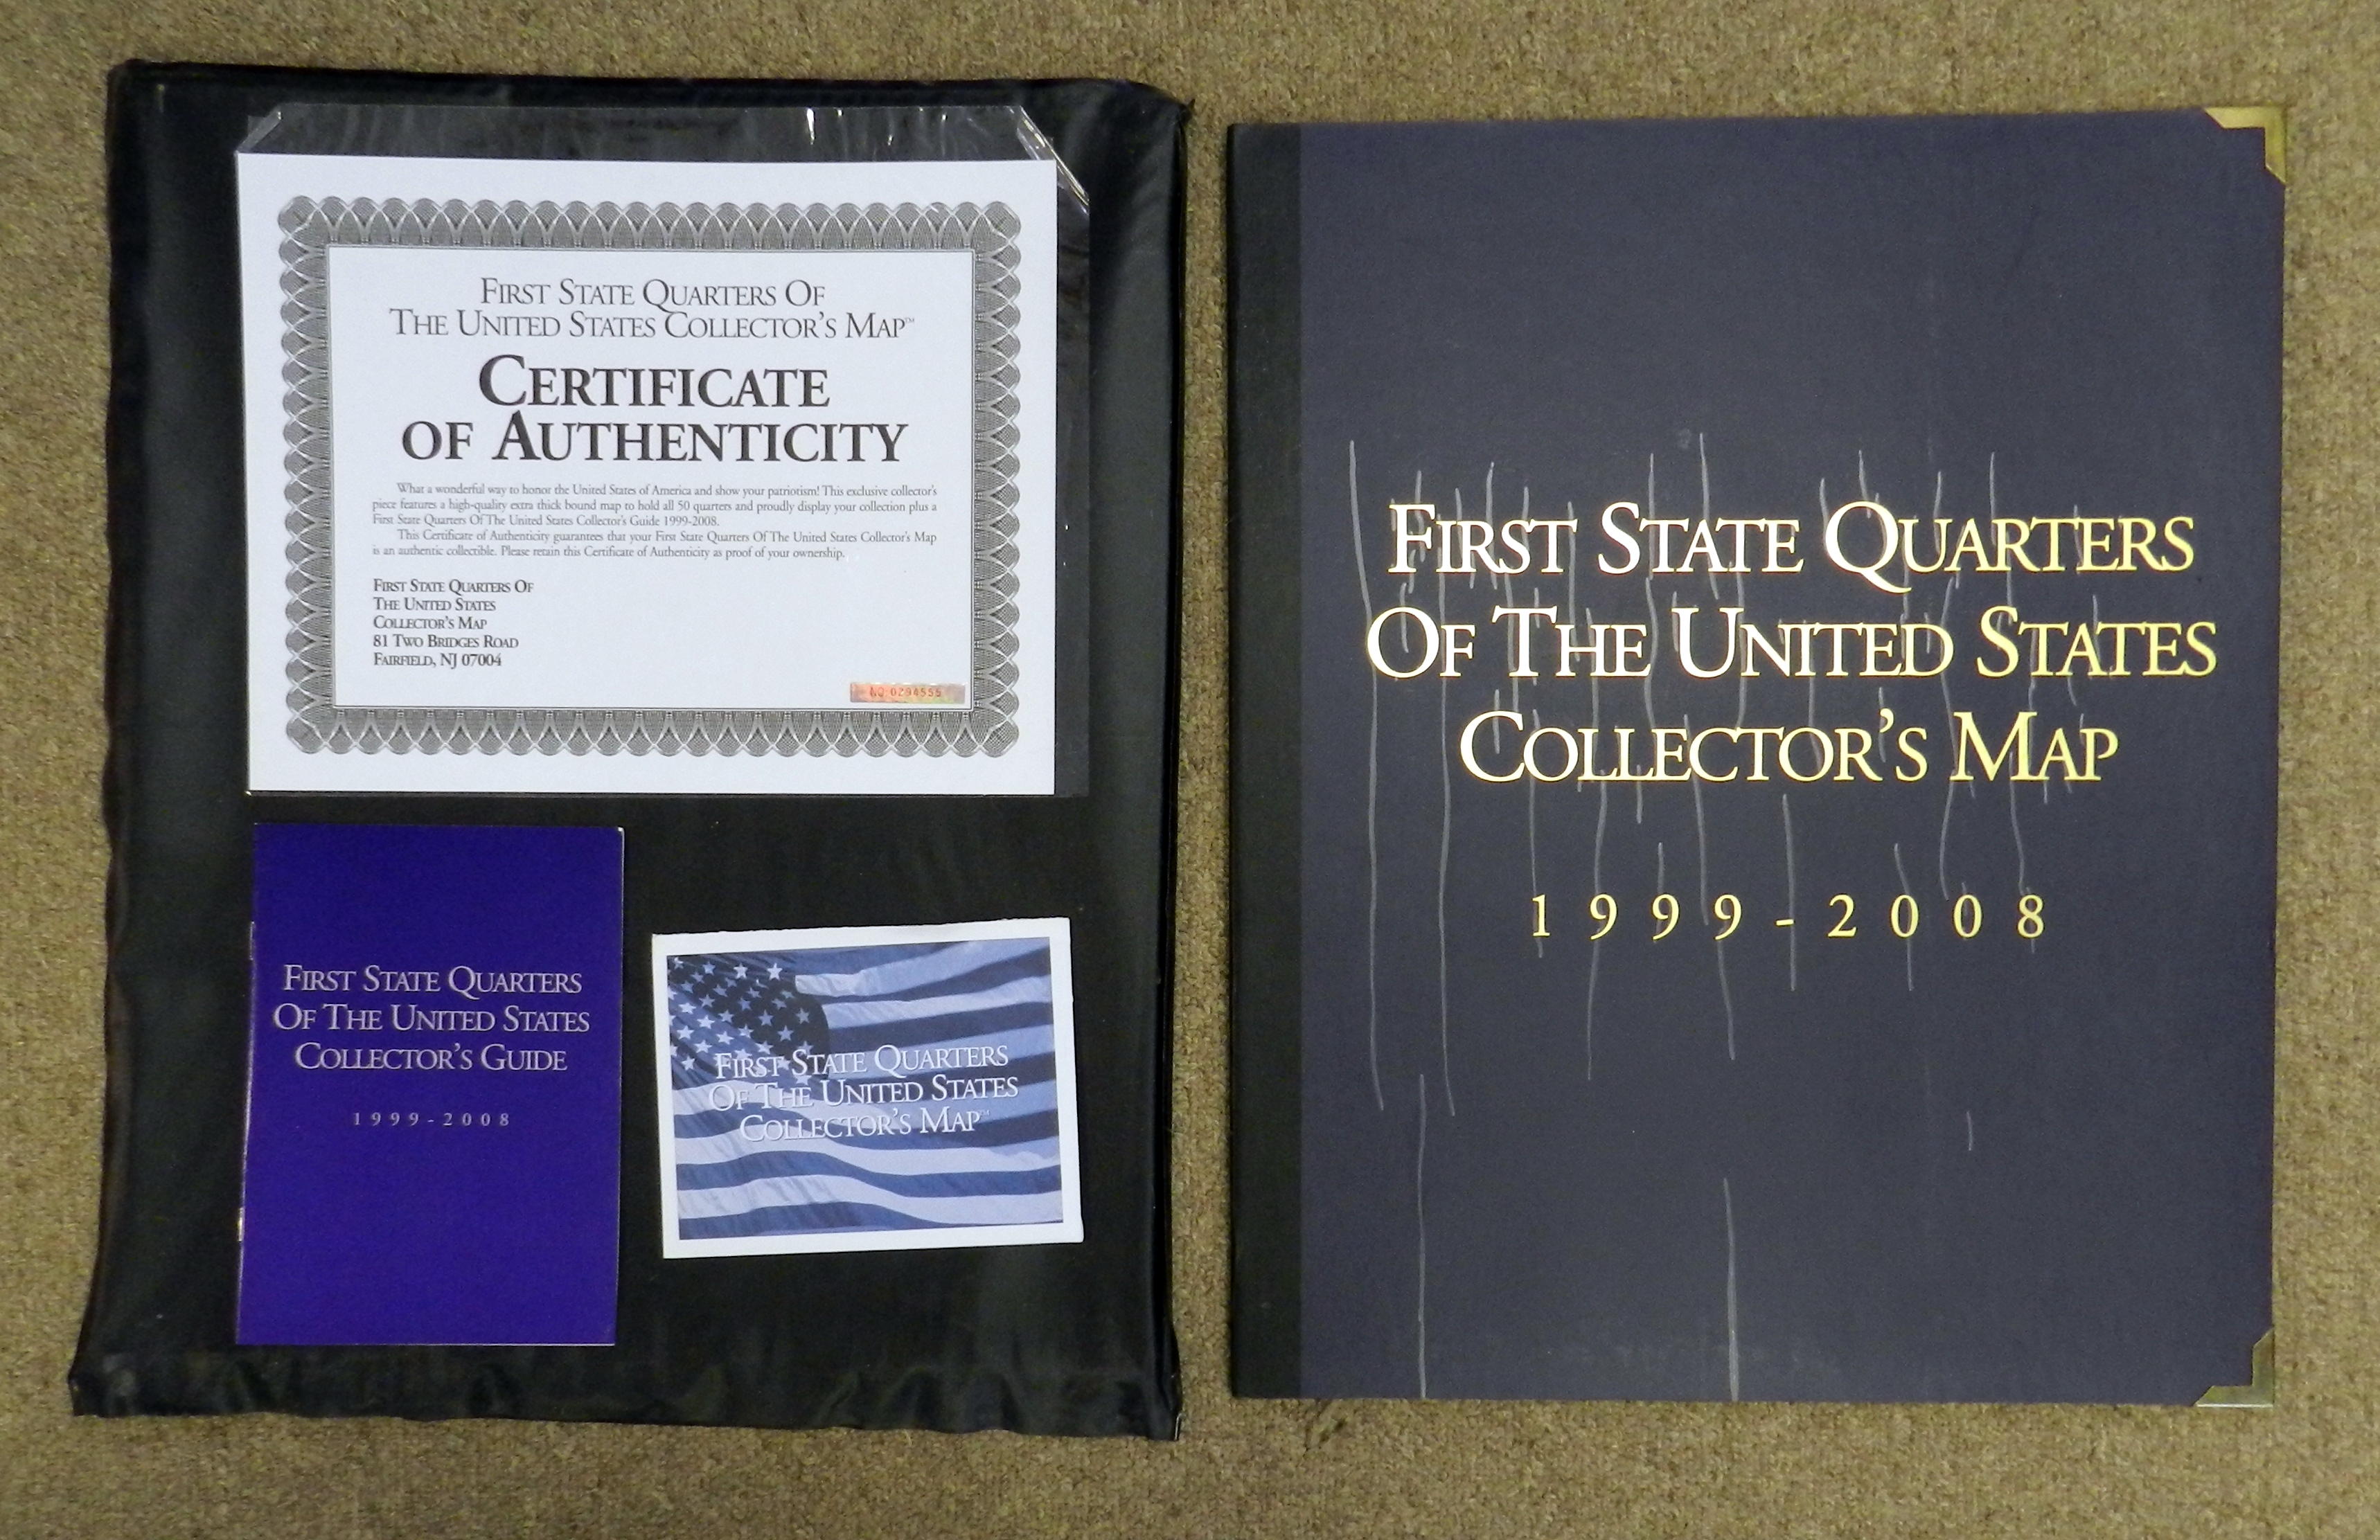 FIRST STATE QUARTERS OF
THE UNITED STATES COLLECTOR'S MAP™
CERTIFICATE
OF AUTHENTICITY
What a wonderful way to honor the United States of America and show your patriotism! This exclusive collector's
piece features a high-quality extra thick bound map to hold all 50 quarters and proudly display your collection plus a
First State Quarters Of The United States Collector's Guide 1999-2008.
This Certificate of Authenticity guarantees that your First State Quarters Of The United States Collector's Map
is an authentic collectible. Please retain this Certificate of Authenticity as proof of your ownership.
FIRST STATE QUARTERS OF
THE UNITED STATES
COLLECTOR'S MAP
81 TWO BRIDGES ROAD
FAIRFIELD, NJ 07004
NO 0294555
FIRST STATE QUARTERS
OF THE UNITED STATES
COLLECTOR'S GUIDE
1999-2008
FIRST STATE QUARTERS
OF THE UNITED STATES
COLLECTOR'S MAP™
FIRST STATE QUARTERS
OF THE UNITED STATES
COLLECTOR'S MAP
1999-2008